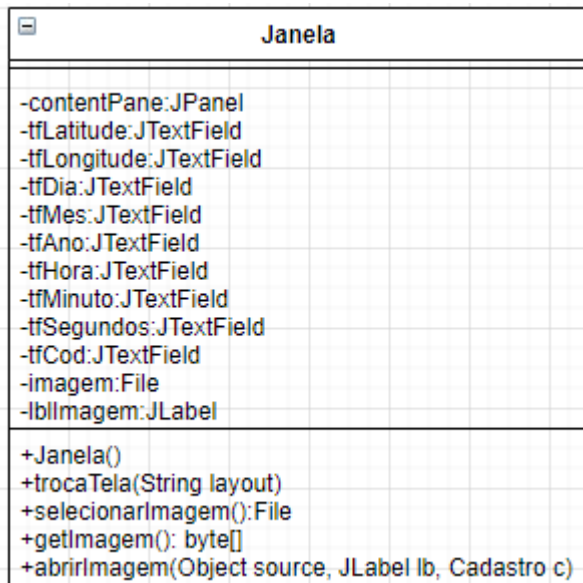 Janela
-contentPane:JPanel
-tfLatitude:JTextField
-tfLongitude:JTextField
-tfDia:JTextField
-tfMes:JTextField
-tfAno:JTextField
-tfHora:JTextField
-tfMinuto:JTextField
-tfSegundos:JTextField
-tfCod:JTextField
-imagem:File
-lblImagem:JLabel
+Janela()
+trocaTela(String layout)
+selecionarImagem():File
+getImagem(): byte[]
+abrirImagem(Object source, JLabel lb, Cadastro c)